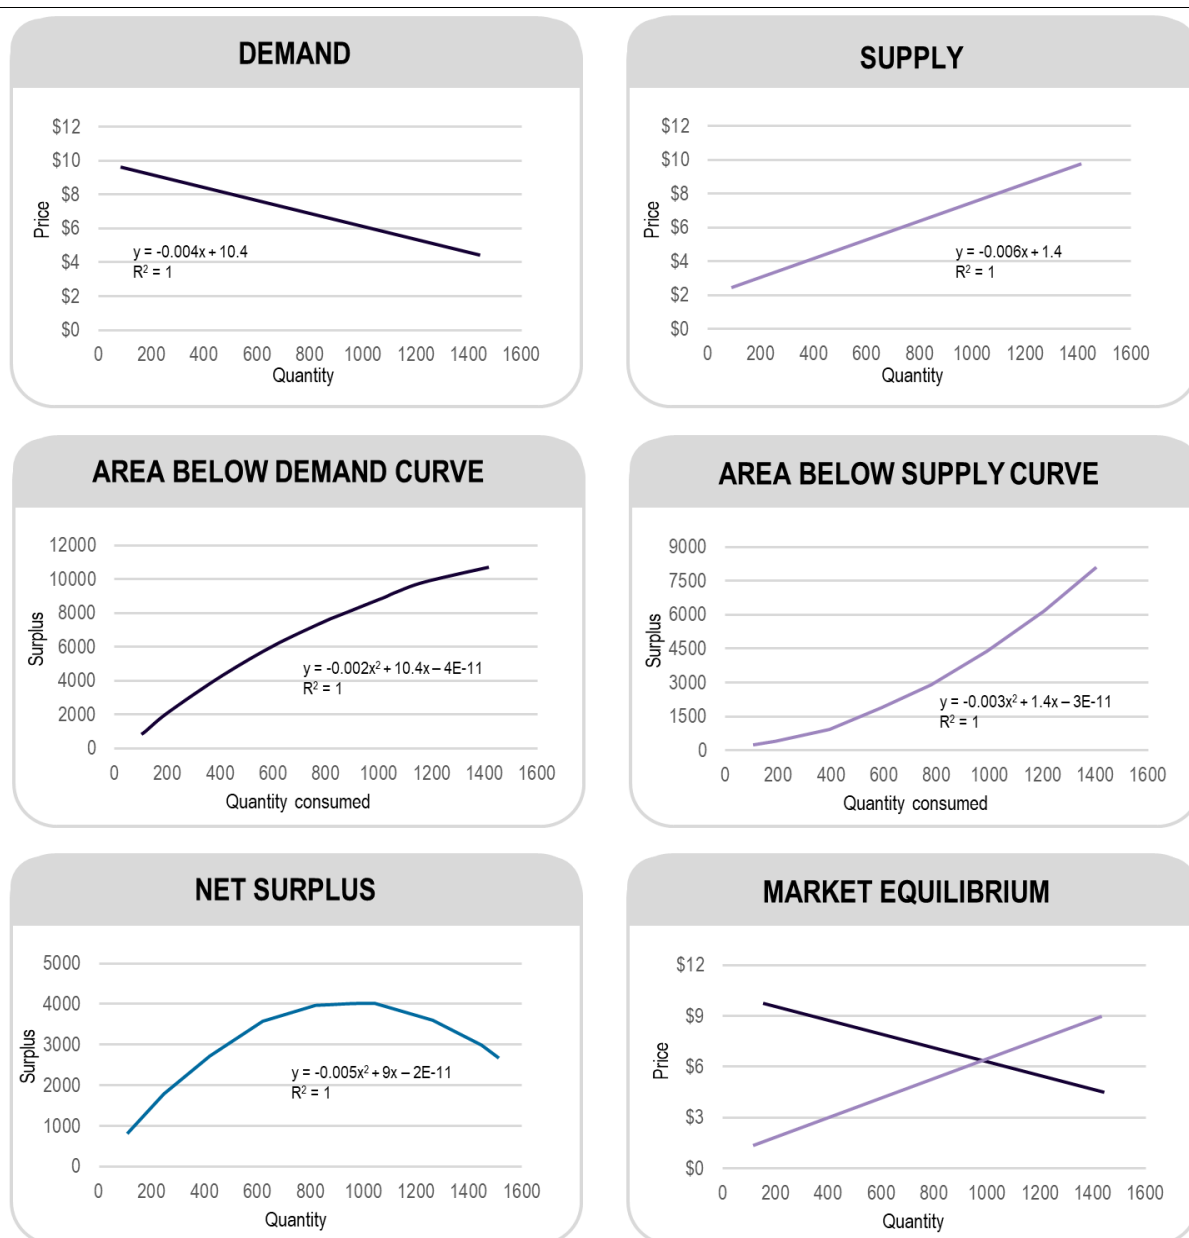 DEMAND
$12
$10
$8
$6
$4
$2
$0
Price
y = -0.004x + 10.4
R² = 1
0 200 400 600 800 1000 1200 1400 1600
Quantity
SUPPLY
$12
$10
$8
$6
$4
$2
$0
Price
y = -0.006x + 1.4
R² = 1
0 200 400 600 800 1000 1200 1400 1600
Quantity
AREA BELOW DEMAND CURVE
12000
10000
8000
6000
4000
2000
0
Surplus
y = -0.002x² + 10.4x – 4E-11
R² = 1
0 200 400 600 800 1000 1200 1400 1600
Quantity consumed
AREA BELOW SUPPLY CURVE
9000
7500
6000
4500
3000
1500
0
Surplus
y = -0.003x² + 1.4x – 3E-11
R² = 1
0 200 400 600 800 1000 1200 1400 1600
Quantity consumed
NET SURPLUS
5000
4000
3000
2000
1000
0
Surplus
y = -0.005x² + 9x – 2E-11
R² = 1
0 200 400 600 800 1000 1200 1400 1600
Quantity
MARKET EQUILIBRIUM
$12
$9
$6
$3
$0
Price
0 200 400 600 800 1000 1200 1400 1600
Quantity